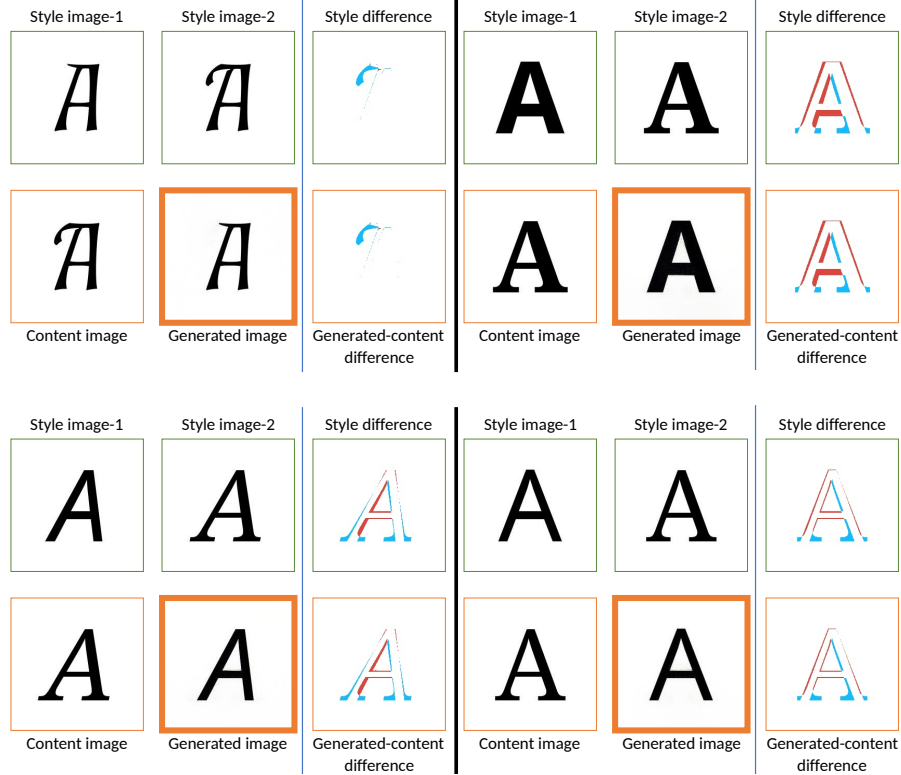 Style image-1 Style image-2 Style difference Style image-1 Style image-2 Style difference
A A A A
A A A A A A
Content image Generated image Generated-content difference Content image Generated image Generated-content difference
Style image-1 Style image-2 Style difference Style image-1 Style image-2 Style difference
A A A A A A
A A A A A A
Content image Generated image Generated-content difference Content image Generated image Generated-content difference